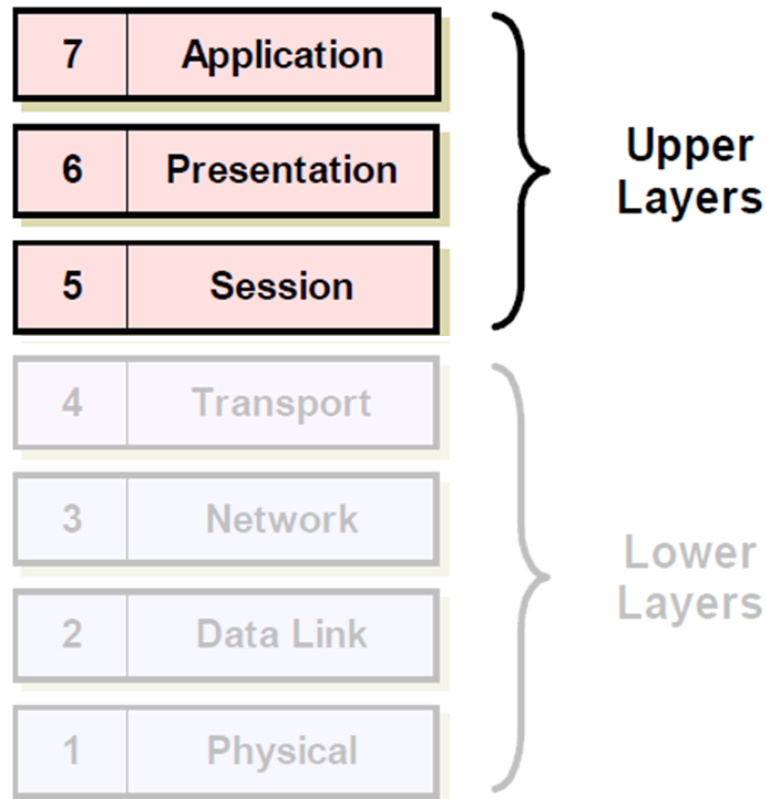 7 Application
6 Presentation
5 Session
Upper
Layers
4 Transport
3 Network
2 Data Link
1 Physical
Lower
Layers